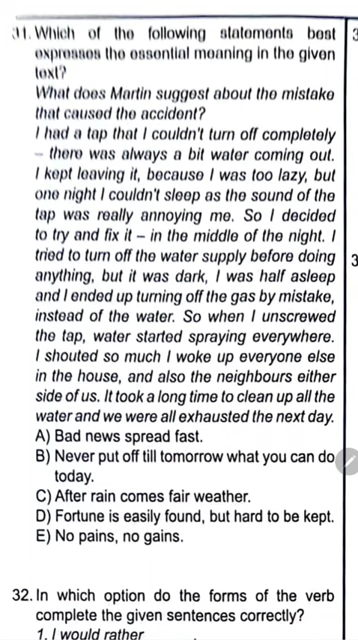 31. Which of the following statements best
expresses the essential meaning in the given
text?
What does Martin suggest about the mistake
that caused the accident?
I had a tap that I couldn't turn off completely
– there was always a bit water coming out.
I kept leaving it, because I was too lazy, but
one night I couldn't sleep as the sound of the
tap was really annoying me. So I decided
to try and fix it – in the middle of the night. I
tried to turn off the water supply before doing
anything, but it was dark, I was half asleep
and I ended up turning off the gas by mistake,
instead of the water. So when I unscrewed
the tap, water started spraying everywhere.
I shouted so much I woke up everyone else
in the house, and also the neighbours either
side of us. It took a long time to clean up all the
water and we were all exhausted the next day.
A) Bad news spread fast.
B) Never put off till tomorrow what you can do
today.
C) After rain comes fair weather.
D) Fortune is easily found, but hard to be kept.
E) No pains, no gains.
32. In which option do the forms of the verb
complete the given sentences correctly?
1. I would rather
3
3